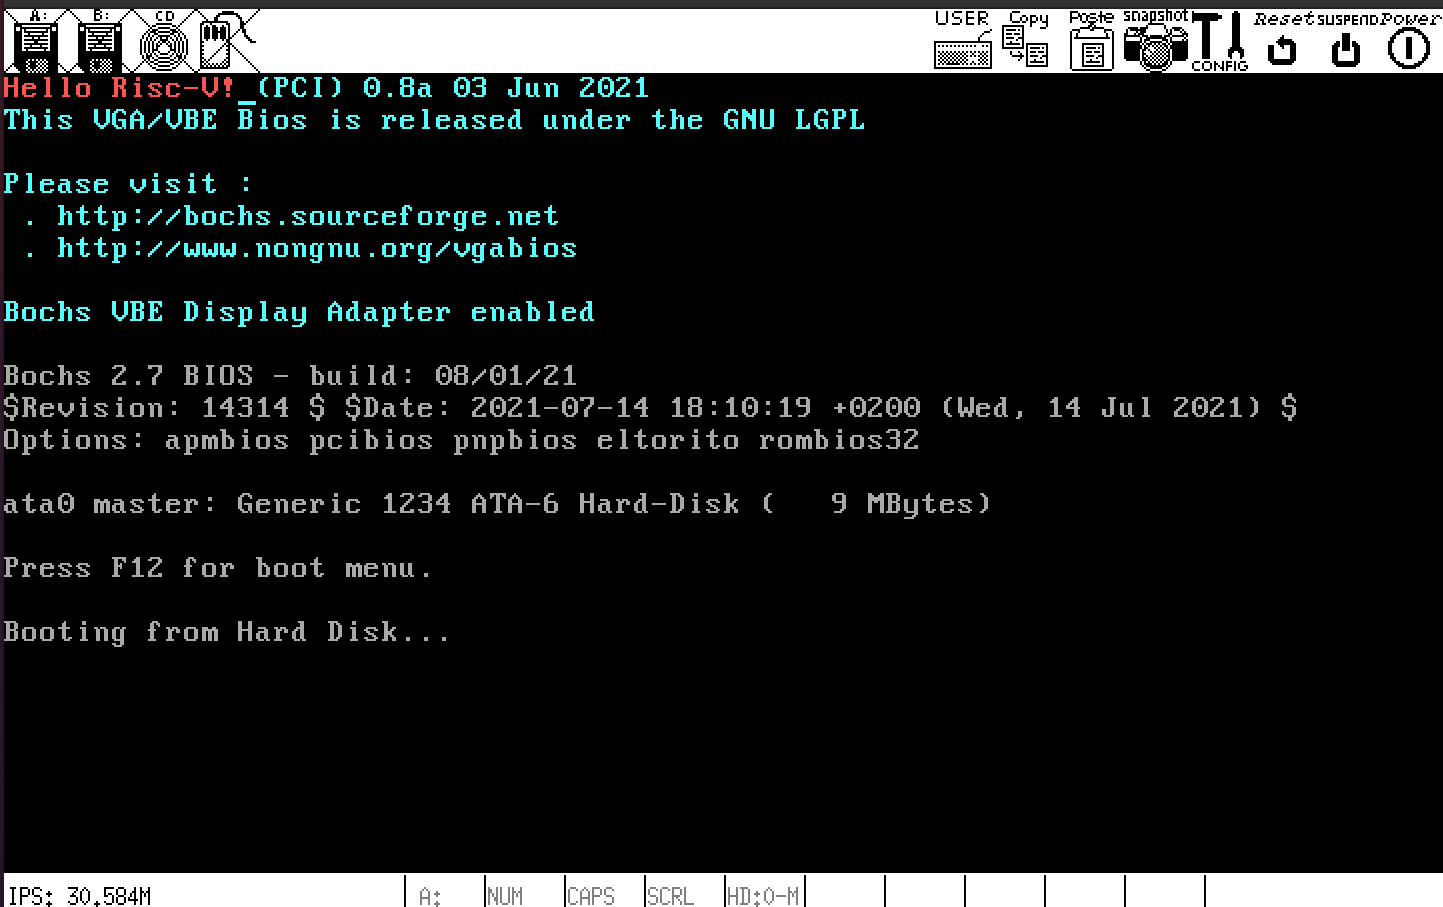 A: B: CD USER Copy Paste snapshot CONFIG Reset SUSPEND Power
Hello Risc-V!_(PCI) 0.8a 03 Jun 2021
This VGA/VBE Bios is released under the GNU LGPL
Please visit :
. http://bochs.sourceforge.net
. http://www.nongnu.org/vgabios
Bochs VBE Display Adapter enabled
Bochs 2.7 BIOS - build: 08/01/21
$Revision: 14314 $ $Date: 2021-07-14 18:10:19 +0200 (Wed, 14 Jul 2021) $
Options: apmbios pcibios pnpbios eltorito rombios32
ata0 master: Generic 1234 ATA-6 Hard-Disk (   9 MBytes)
Press F12 for boot menu.
Booting from Hard Disk...
IPS: 30.584M A: NUM CAPS SCRL HD:0-M